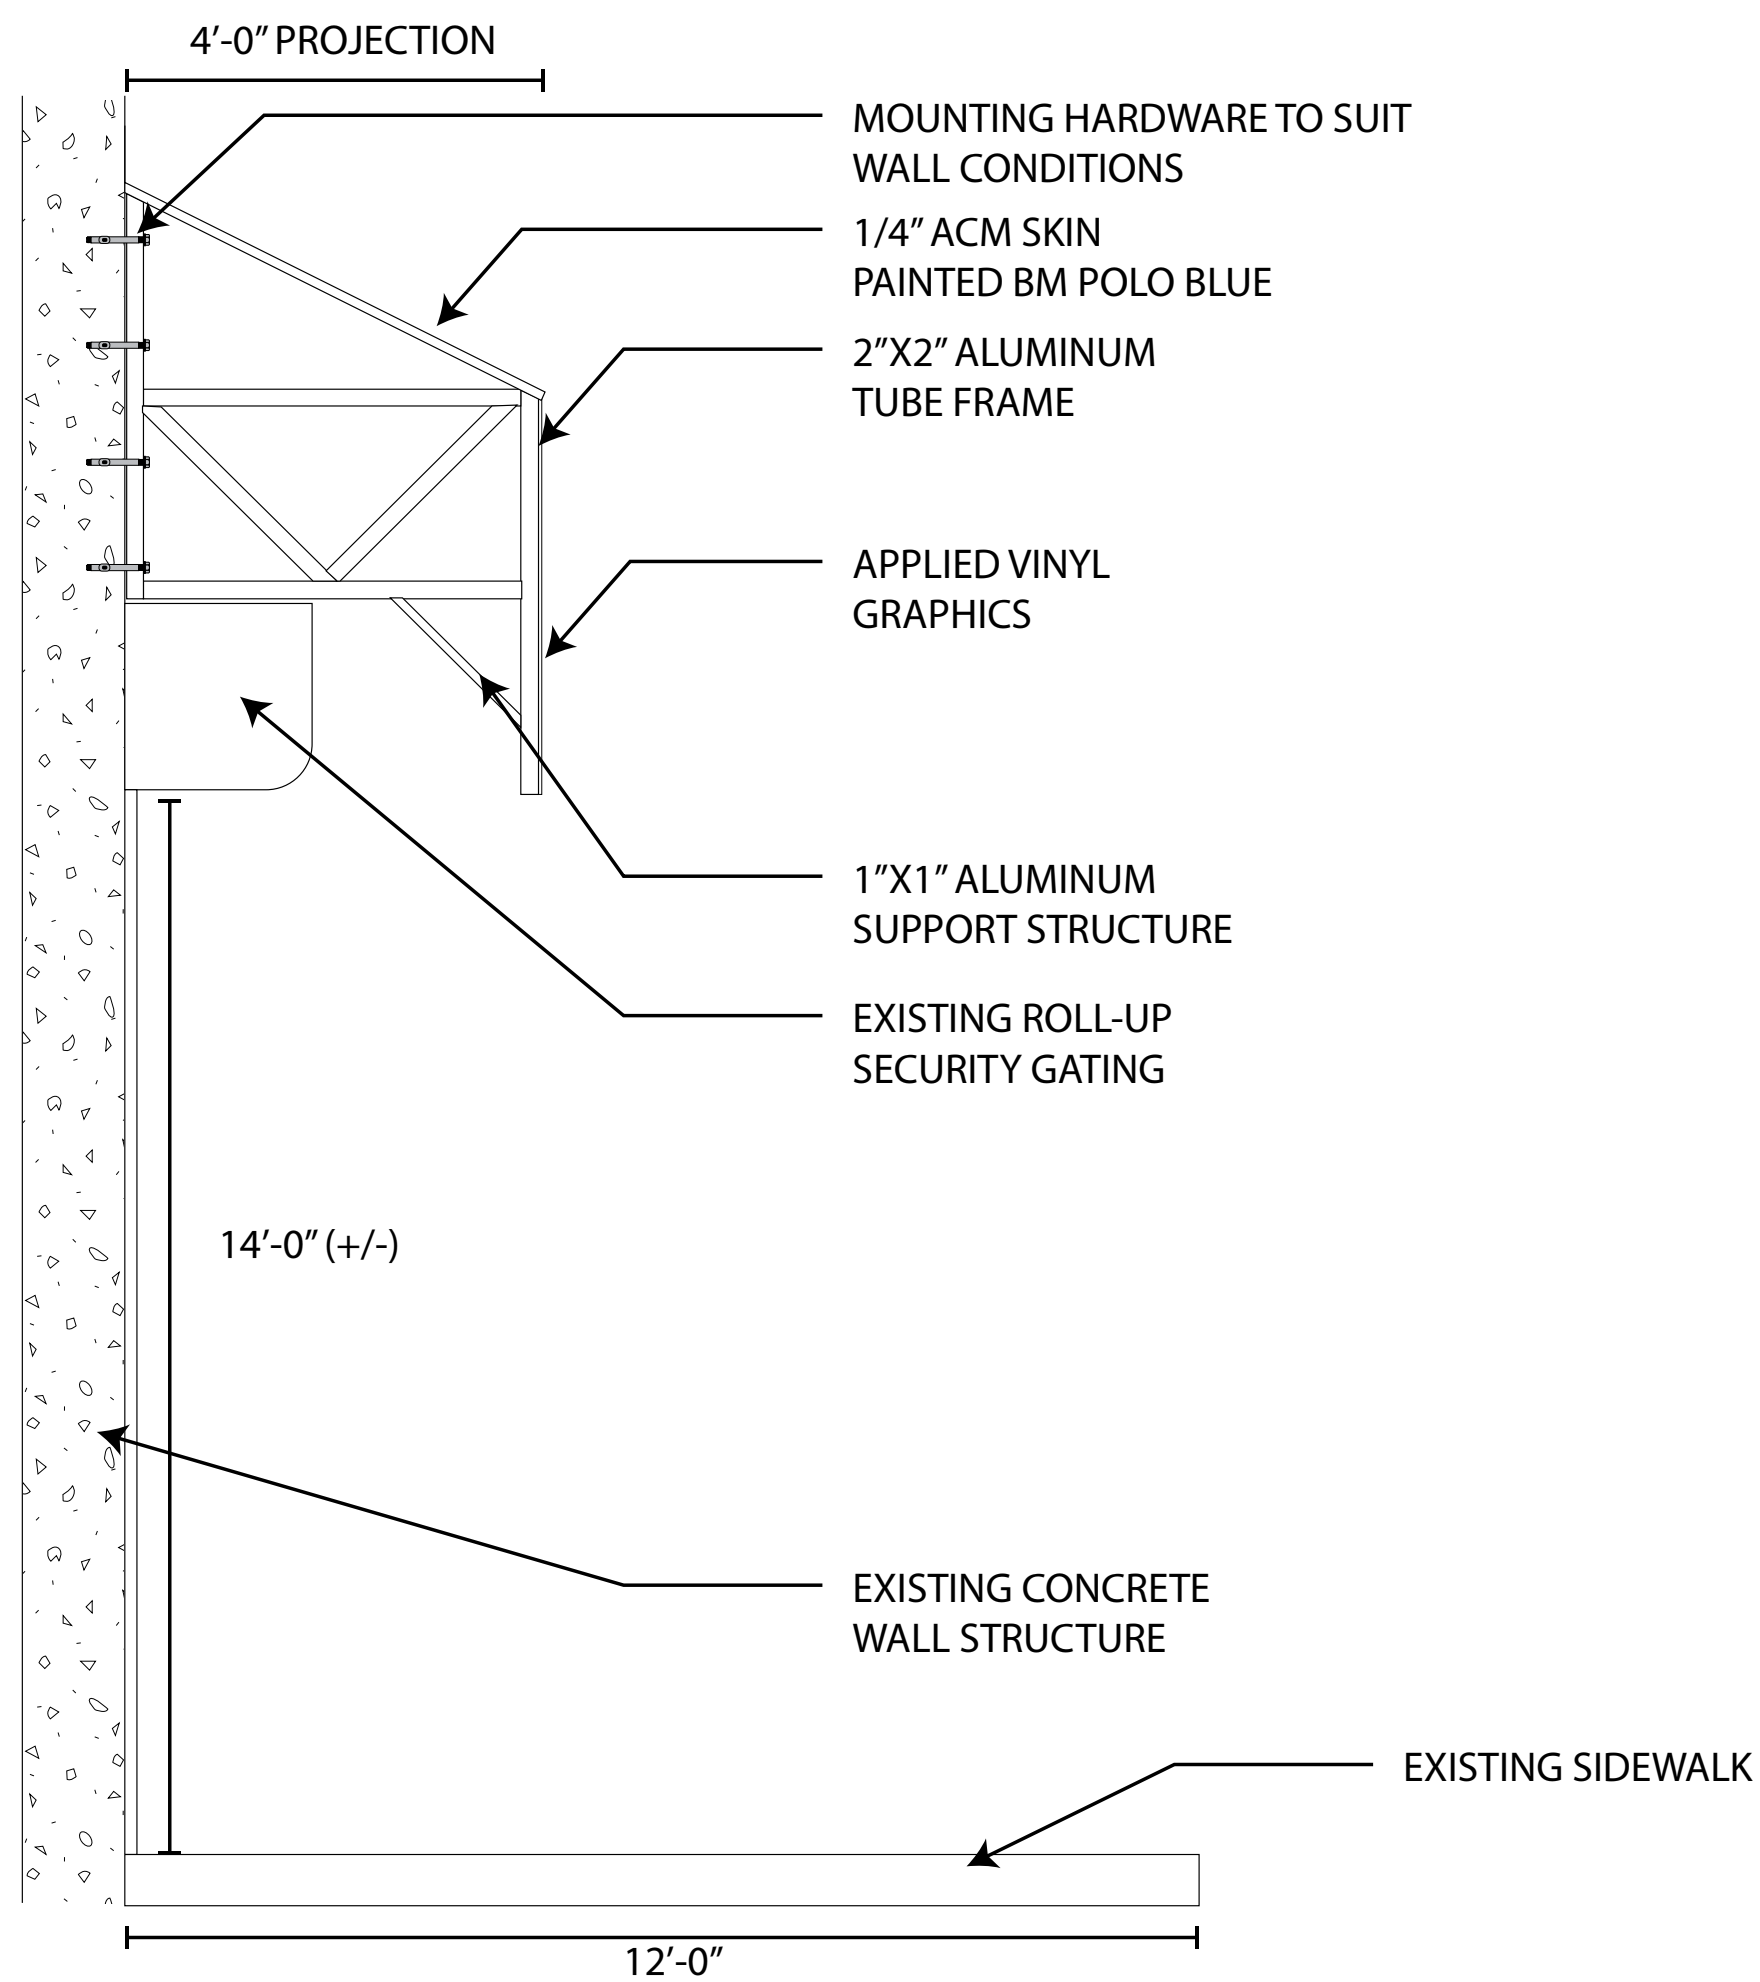 4’-0” PROJECTION
MOUNTING HARDWARE TO SUIT
WALL CONDITIONS
1/4” ACM SKIN
PAINTED BM POLO BLUE
2”X2” ALUMINUM
TUBE FRAME
APPLIED VINYL
GRAPHICS
1”X1” ALUMINUM
SUPPORT STRUCTURE
EXISTING ROLL-UP
SECURITY GATING
14’-0” (+/-)
EXISTING CONCRETE
WALL STRUCTURE
EXISTING SIDEWALK
12’-0”